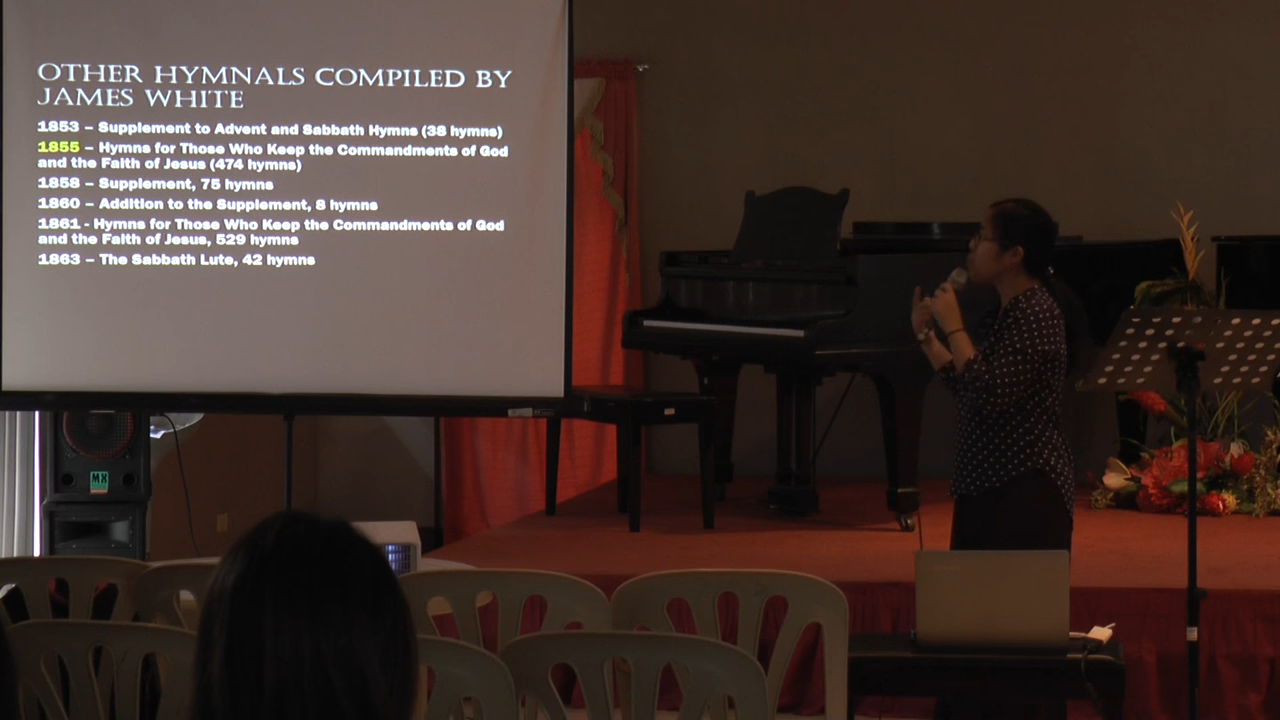 OTHER HYMNALS COMPILED BY
JAMES WHITE
1853 – Supplement to Advent and Sabbath Hymns (38 hymns)
1855 – Hymns for Those Who Keep the Commandments of God
and the Faith of Jesus (474 hymns)
1858 – Supplement, 75 hymns
1860 – Addition to the Supplement, 8 hymns
1861 - Hymns for Those Who Keep the Commandments of God
and the Faith of Jesus, 529 hymns
1863 – The Sabbath Lute, 42 hymns
MX